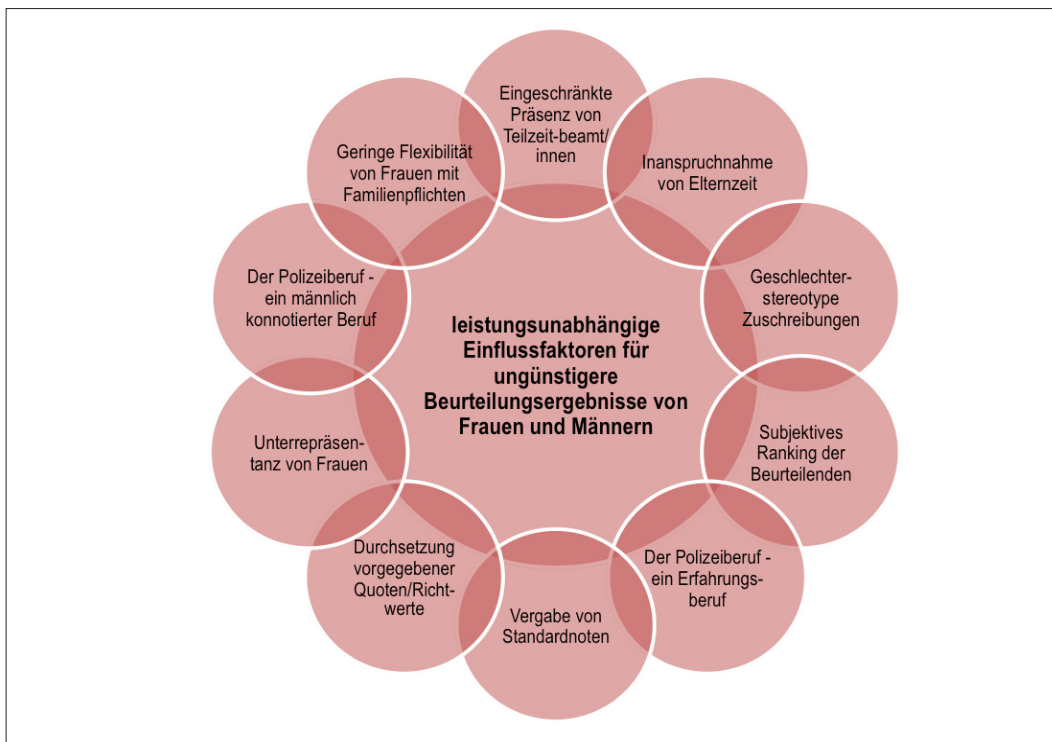 Eingeschränkte
Präsenz von
Teilzeit-beamt/
innen
Inanspruchnahme
von Elternzeit
Geschlechter-
stereotype
Zuschreibungen
Subjektives
Ranking der
Beurteilenden
Der Polizeiberuf -
ein Erfahrungs-
beruf
Vergabe von
Standardnoten
Durchsetzung
vorgegebener
Quoten/Richt-
werte
Unterrepräsen-
tanz von Frauen
Der Polizeiberuf -
ein männlich
konnotierter Beruf
Geringe Flexibilität
von Frauen mit
Familienpflichten
leistungsunabhängige
Einflussfaktoren für
ungünstigere
Beurteilungsergebnisse von
Frauen und Männern